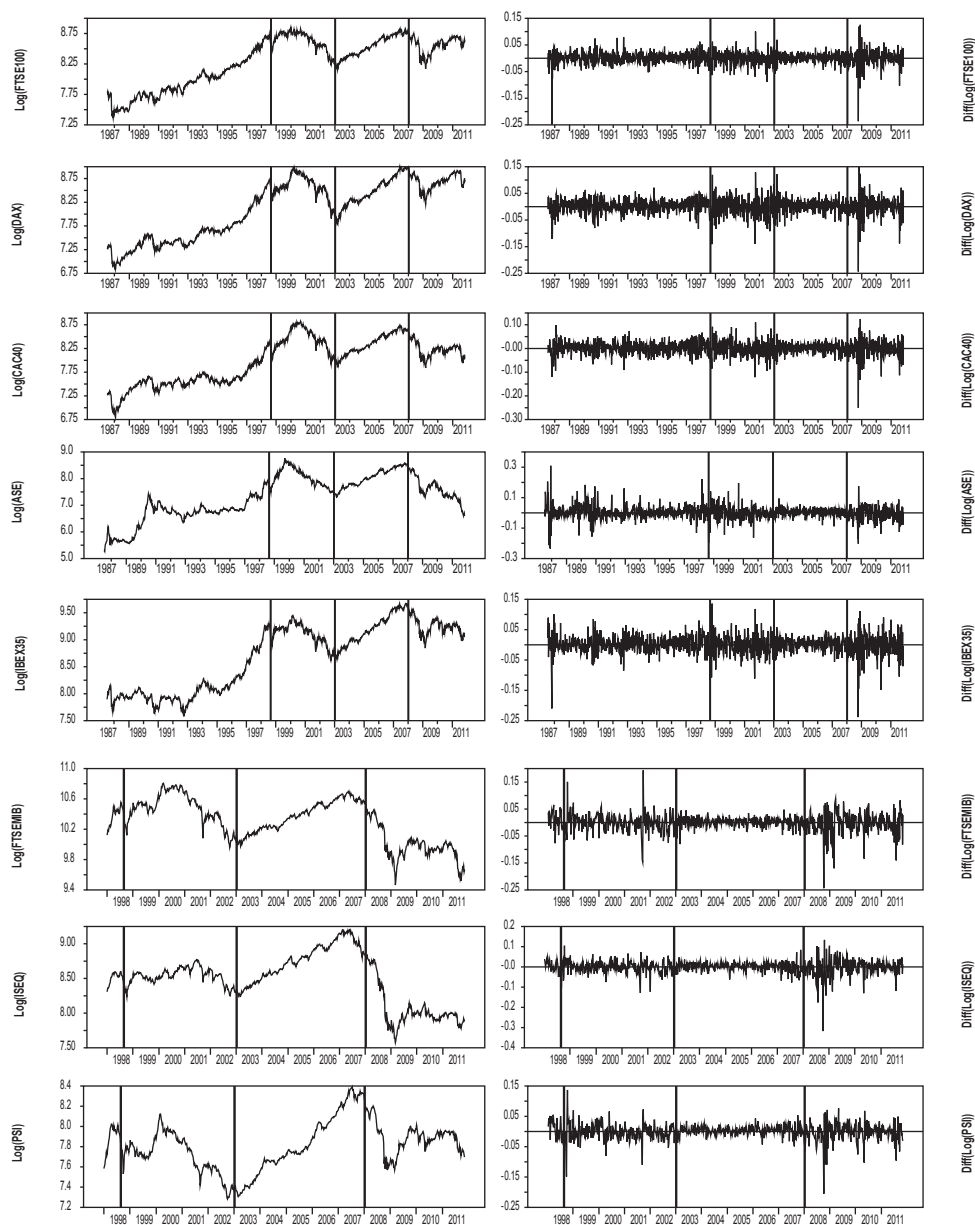 Log(FTSE100)
8.75
8.25
7.75
7.25
1987 1989 1991 1993 1995 1997 1999 2001 2003 2005 2007 2009 2011
0.15
0.05
-0.05
-0.15
-0.25
1987 1989 1991 1993 1995 1997 1999 2001 2003 2005 2007 2009 2011
Diff(Log(FTSE100))
Log(DAX)
8.75
8.25
7.75
7.25
6.75
1987 1989 1991 1993 1995 1997 1999 2001 2003 2005 2007 2009 2011
0.15
0.05
-0.05
-0.15
-0.25
1987 1989 1991 1993 1995 1997 1999 2001 2003 2005 2007 2009 2011
Diff(Log(DAX))
Log(CAC40)
8.75
8.25
7.75
7.25
6.75
1987 1989 1991 1993 1995 1997 1999 2001 2003 2005 2007 2009 2011
0.10
-0.00
-0.10
-0.20
-0.30
1987 1989 1991 1993 1995 1997 1999 2001 2003 2005 2007 2009 2011
Diff(Log(CAC40))
Log(ASE)
9.0
8.0
7.0
6.0
5.0
1987 1989 1991 1993 1995 1997 1999 2001 2003 2005 2007 2009 2011
0.3
0.1
-0.1
-0.3
1987 1989 1991 1993 1995 1997 1999 2001 2003 2005 2007 2009 2011
Diff(Log(ASE))
Log(IBEX35)
9.50
9.00
8.50
8.00
7.50
1987 1989 1991 1993 1995 1997 1999 2001 2003 2005 2007 2009 2011
0.15
0.05
-0.05
-0.15
-0.25
1987 1989 1991 1993 1995 1997 1999 2001 2003 2005 2007 2009 2011
Diff(Log(IBEX35))
Log(FTSEMIB)
11.0
10.6
10.2
9.8
9.4
1998 1999 2000 2001 2002 2003 2004 2005 2006 2007 2008 2009 2010 2011
0.15
0.05
-0.05
-0.15
-0.25
1998 1999 2000 2001 2002 2003 2004 2005 2006 2007 2008 2009 2010 2011
Diff(Log(FTSEMIB))
Log(ISEQ)
9.00
8.50
8.00
7.50
1998 1999 2000 2001 2002 2003 2004 2005 2006 2007 2008 2009 2010 2011
0.2
0.1
-0.0
-0.1
-0.2
-0.3
-0.4
1998 1999 2000 2001 2002 2003 2004 2005 2006 2007 2008 2009 2010 2011
Diff(Log(ISEQ))
Log(PSI)
8.4
8.2
8.0
7.8
7.6
7.4
7.2
1998 1999 2000 2001 2002 2003 2004 2005 2006 2007 2008 2009 2010 2011
0.15
0.05
-0.05
-0.15
-0.25
1998 1999 2000 2001 2002 2003 2004 2005 2006 2007 2008 2009 2010 2011
Diff(Log(PSI))